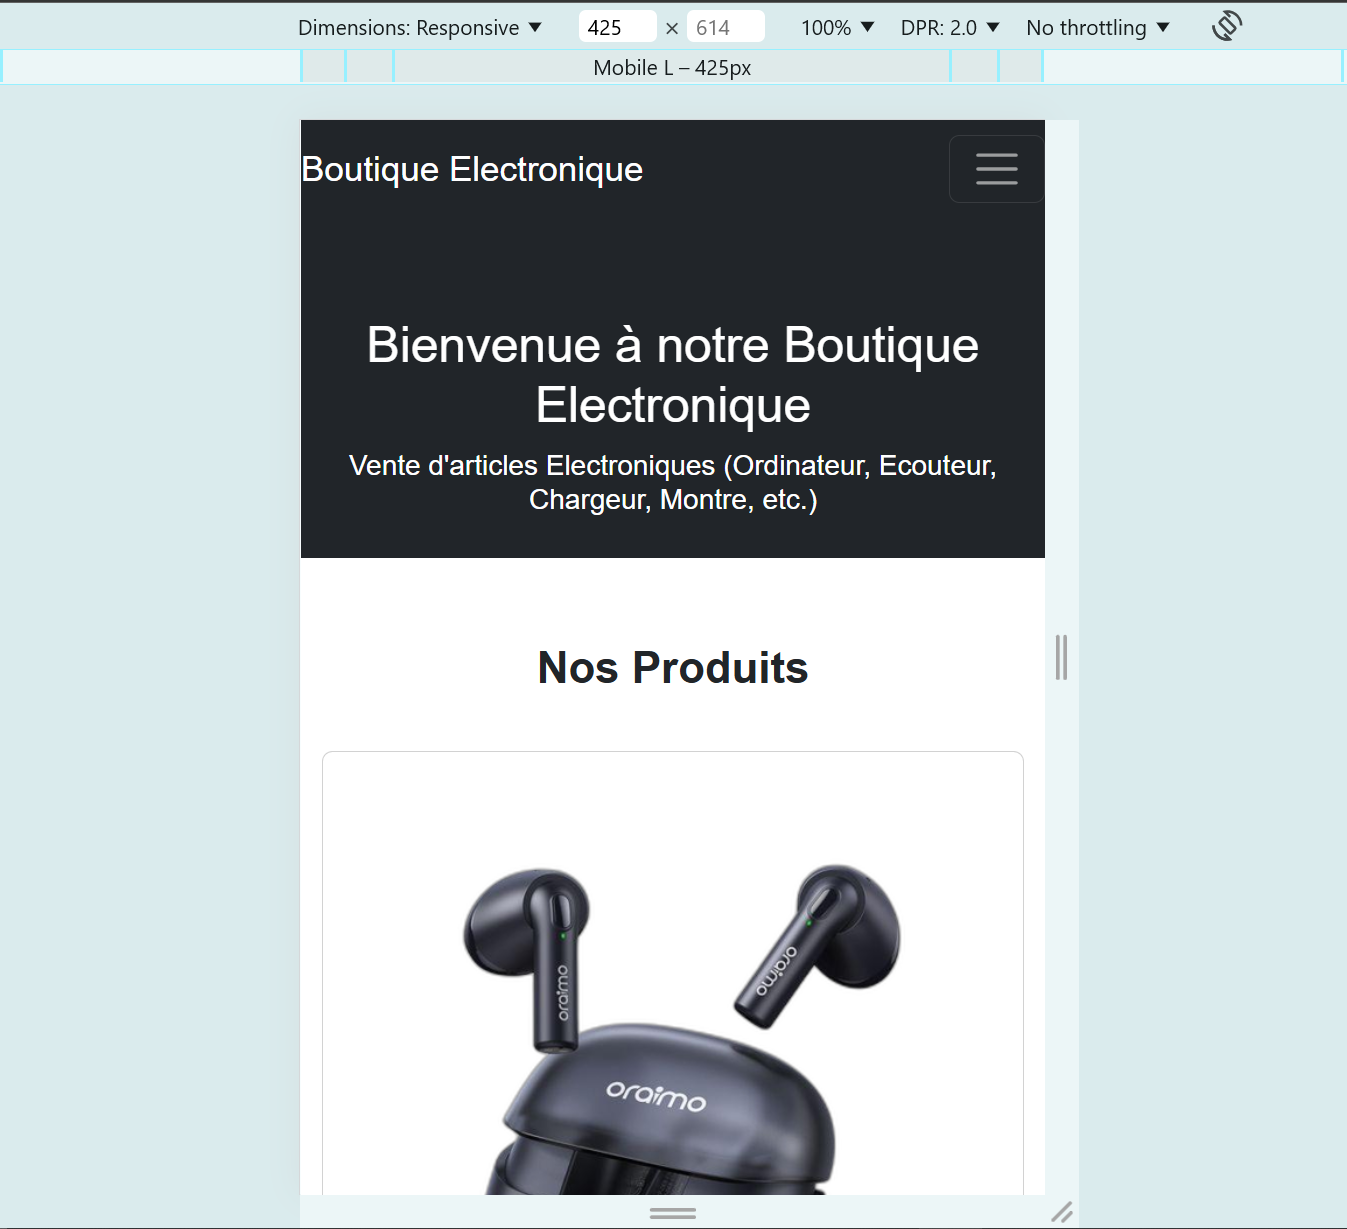 Dimensions: Responsive 425 × 614 100% DPR: 2.0 No throttling
Mobile L – 425px
Boutique Electronique
Bienvenue à notre Boutique
Electronique
Vente d'articles Electroniques (Ordinateur, Ecouteur,
Chargeur, Montre, etc.)
Nos Produits
oraimo
oraimo
oraimo